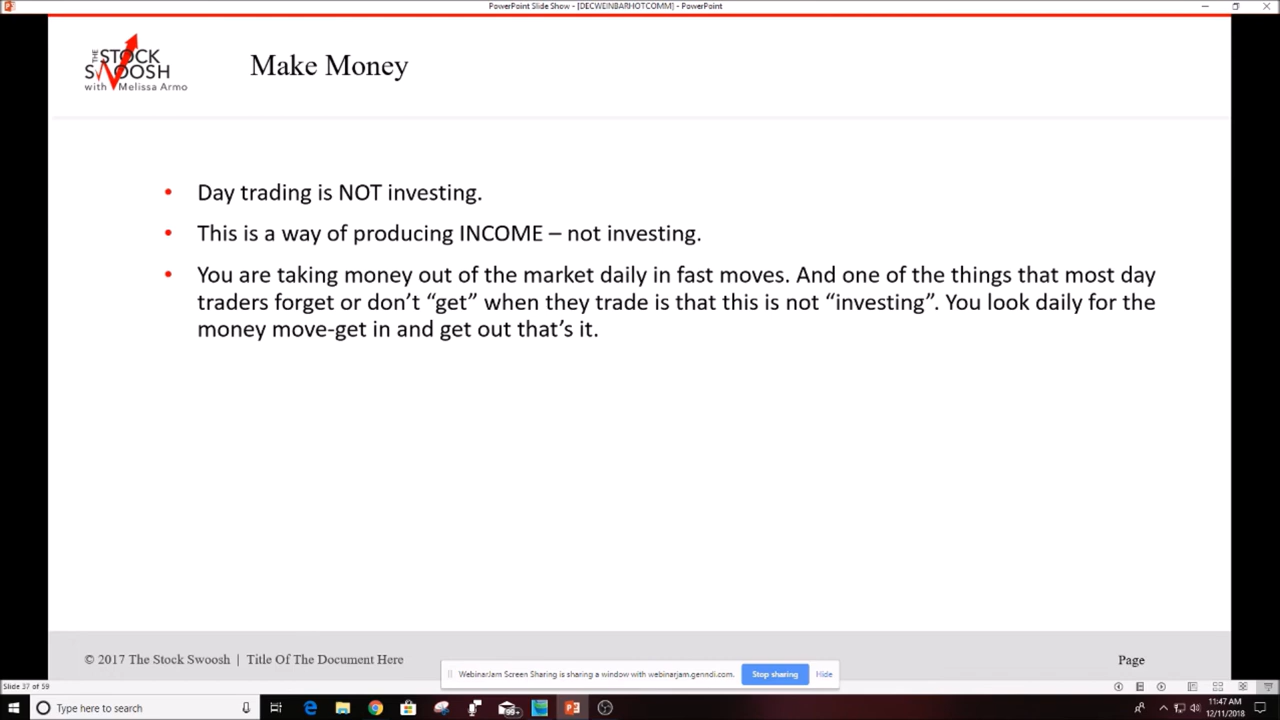 PowerPoint Slide Show - [DECWEINBARHOTCOMM] - PowerPoint
THE STOCK
SWOOSH
with Melissa Armo
Make Money
• Day trading is NOT investing.
• This is a way of producing INCOME – not investing.
• You are taking money out of the market daily in fast moves. And one of the things that most day
traders forget or don’t “get” when they trade is that this is not “investing”. You look daily for the
money move-get in and get out that’s it.
© 2017 The Stock Swoosh | Title Of The Document Here
Page
WebinarJam Screen Sharing is sharing a window with webinarjam.genndi.com.
Stop sharing
Hide
Slide 37 of 59
Type here to search
99+
11:47 AM
12/11/2018